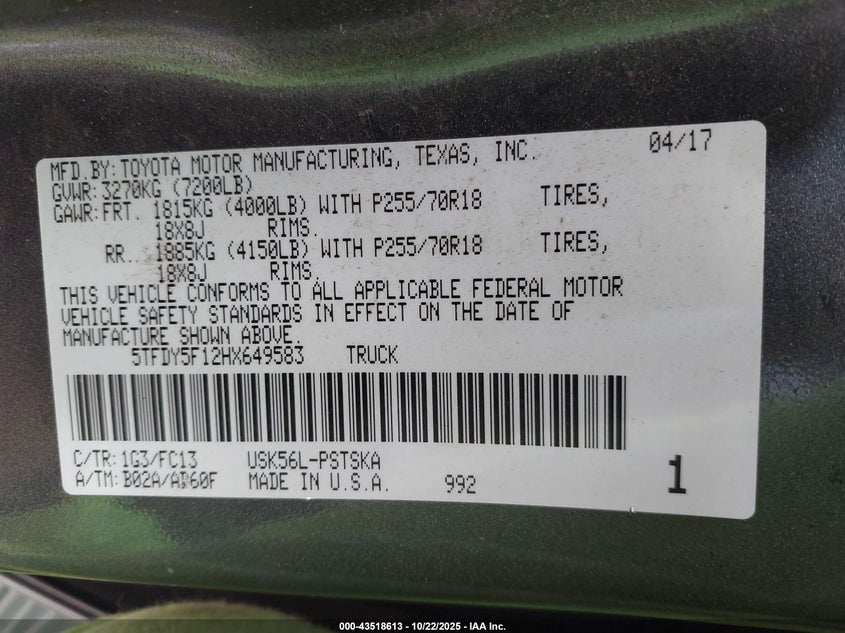 MFD.BY:TOYOTA MOTOR MANUFACTURING, TEXAS, INC. 04/17
GVWR:3270KG (7200LB)
GAWR:FRT. 1815KG (4000LB) WITH P255/70R18 TIRES,
18X8J RIMS.
RR. 1885KG (4150LB) WITH P255/70R18 TIRES,
18X8J RIMS.
THIS VEHICLE CONFORMS TO ALL APPLICABLE FEDERAL MOTOR
VEHICLE SAFETY STANDARDS IN EFFECT ON THE DATE OF
MANUFACTURE SHOWN ABOVE.
5TFDY5F12HX649583 TRUCK
C/TR:1G3/FC13 USK56L-PSTSKA
A/TM:B02A/AB60F MADE IN U.S.A. 992 1
000-43518613 - 10/22/2025 - IAA Inc.